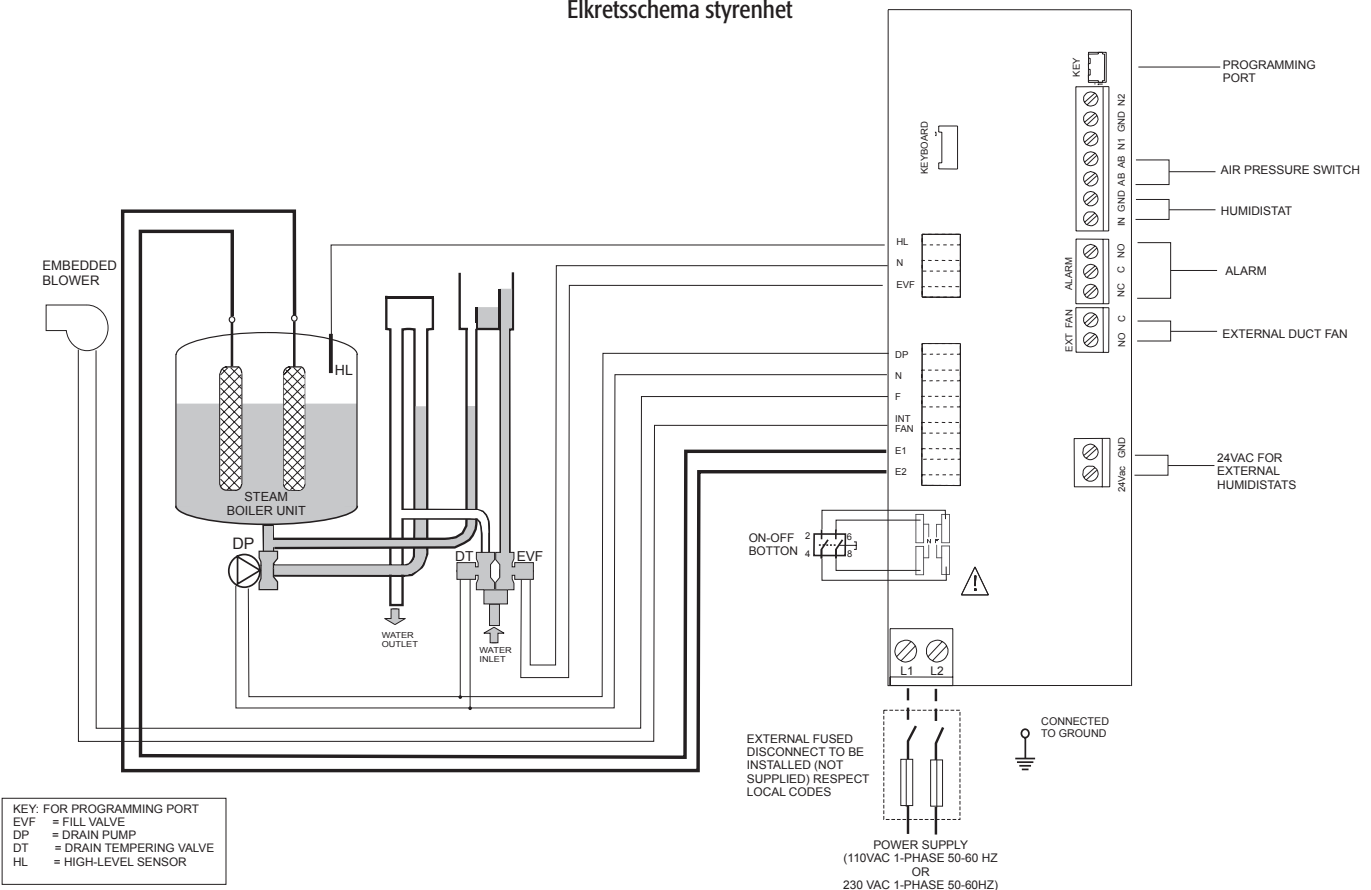 Elkretsschema styrenhet
KEY
PROGRAMMING
PORT
N2
GND
N1
AB
AB
GND
IN
AIR PRESSURE SWITCH
HUMIDISTAT
KEYBOARD
ALARM
NO
C
NC
ALARM
EXT FAN
C
NO
EXTERNAL DUCT FAN
GND
24Vac
24VAC FOR
EXTERNAL
HUMIDISTATS
HL
N
EVF
DP
N
F
INT
FAN
E1
E2
EMBEDDED
BLOWER
HL
STEAM
BOILER UNIT
DP
DT
EVF
WATER
OUTLET
WATER
INLET
ON-OFF
BOTTON
2
6
4
8
N F
L1
L2
CONNECTED
TO GROUND
EXTERNAL FUSED
DISCONNECT TO BE
INSTALLED (NOT
SUPPLIED) RESPECT
LOCAL CODES
POWER SUPPLY
(110VAC 1-PHASE 50-60 HZ
OR
230 VAC 1-PHASE 50-60HZ)
KEY: FOR PROGRAMMING PORT
EVF = FILL VALVE
DP = DRAIN PUMP
DT = DRAIN TEMPERING VALVE
HL = HIGH-LEVEL SENSOR